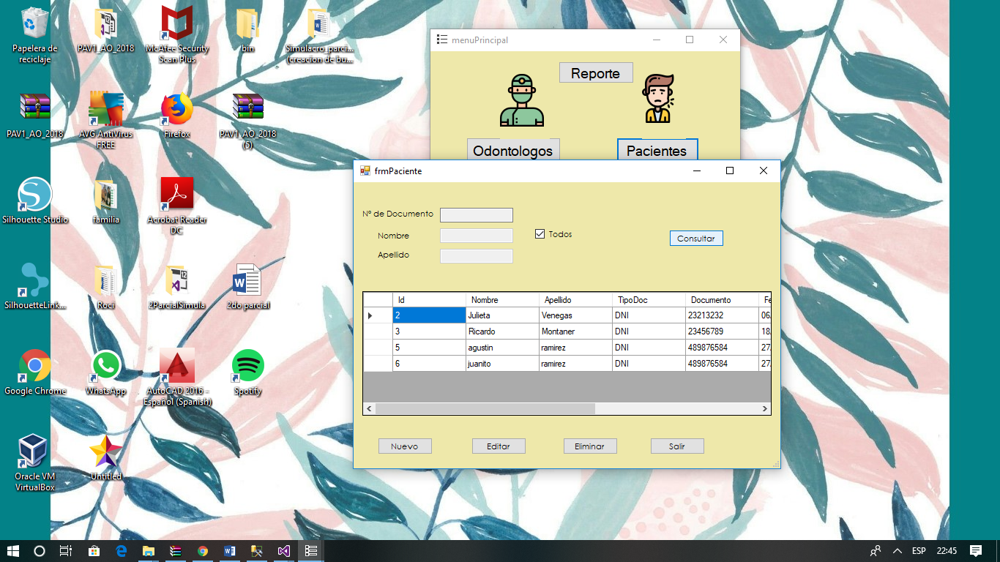 Papelera de
reciclaje
PAV1_AO_2018
McAfee Security
Scan Plus
bin
Simulacro_parci...
(creacion de bu...
PAV1_AO_2018
AVG AntiVirus
FREE
Firefox
PAV1_AO_2018
(5)
Silhouette Studio
familia
Acrobat Reader
DC
SilhouetteLink...
Roci
2ParcialSimula
2do parcial
Google Chrome
WhatsApp
AutoCAD 2016 -
Español (Spanish)
Spotify
Oracle VM
VirtualBox
Untitled
menuPrincipal
Reporte
Odontologos
Pacientes
frmPaciente
Nº de Documento
Nombre
Todos
Consultar
Apellido
Id Nombre Apellido TipoDoc Documento Fe
2 Julieta Venegas DNI 23213232 06.
3 Ricardo Montaner DNI 23456789 18.
5 agustin ramirez DNI 489876584 27.
6 juanito ramirez DNI 489876584 27.
Nuevo Editar Eliminar Salir
ESP 22:45